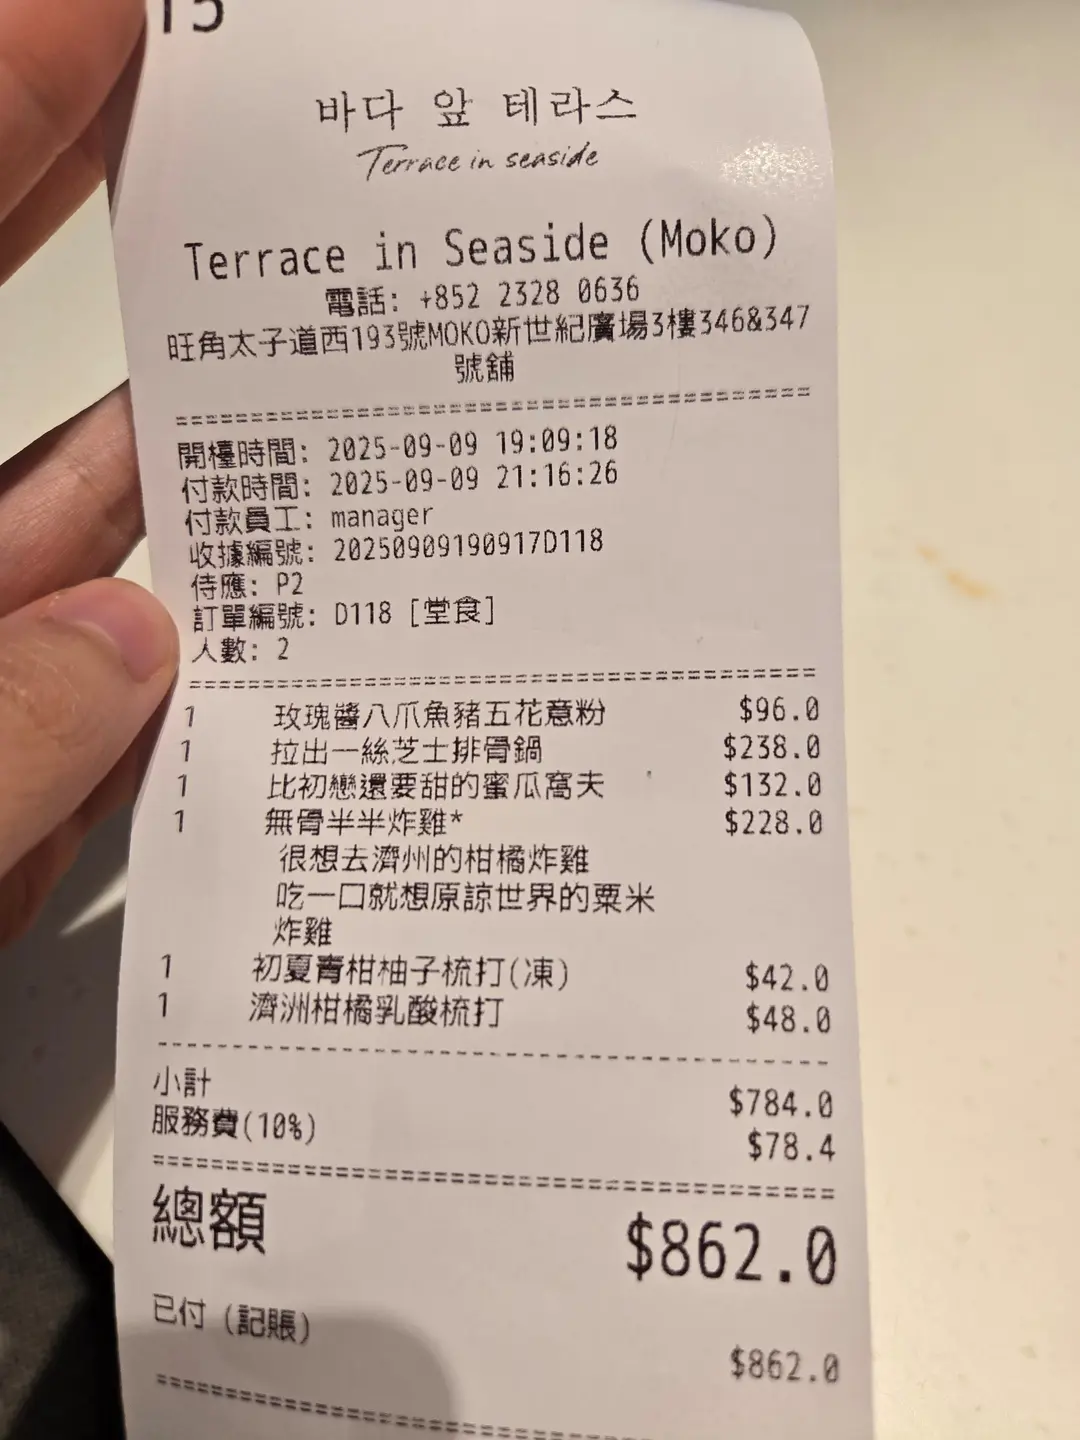 15
바다 앞 테라스
Terrace in seaside
Terrace in Seaside (Moko)
電話: +852 2328 0636
旺角太子道西193號MOKO新世紀廣場3樓346&347
號舖
開檯時間: 2025-09-09 19:09:18
付款時間: 2025-09-09 21:16:26
付款員工: manager
收據編號: 20250909190917D118
侍應: P2
訂單編號: D118 [堂食]
人數: 2
1 玫瑰醬八爪魚豬五花意粉 $96.0
1 拉出一絲芝士排骨鍋 $238.0
1 比初戀還要甜的蜜瓜窩夫 $132.0
1 無骨半半炸雞* $228.0
很想去濟州的柑橘炸雞
吃一口就想原諒世界的粟米
炸雞
1 初夏青柑柚子梳打(凍) $42.0
1 濟洲柑橘乳酸梳打 $48.0
小計 $784.0
服務費(10%) $78.4
總額 $862.0
已付 (記賬) $862.0